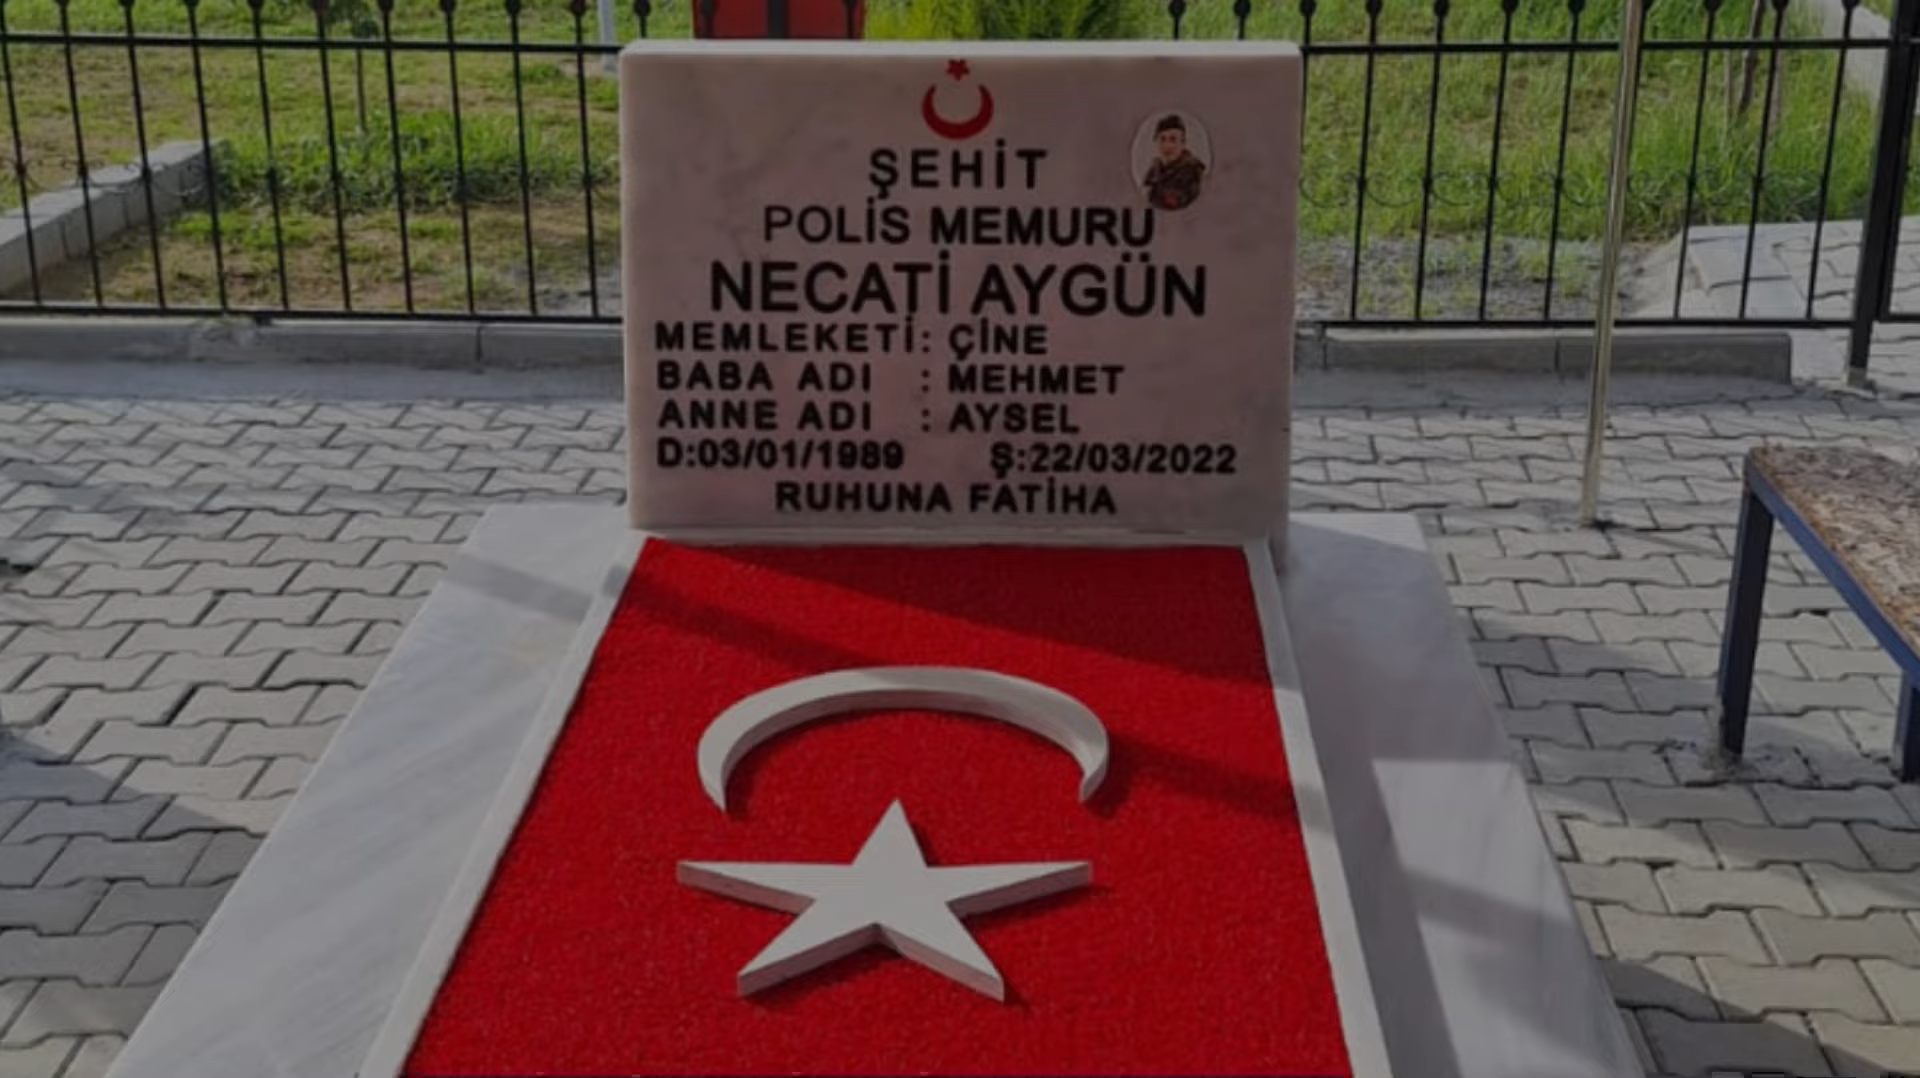 ŞEHİT
POLİS MEMURU
NECATİ AYGÜN
MEMLEKETİ: ÇİNE
BABA ADI : MEHMET
ANNE ADI : AYSEL
D:03/01/1989 Ş:22/03/2022
RUHUNA FATİHA